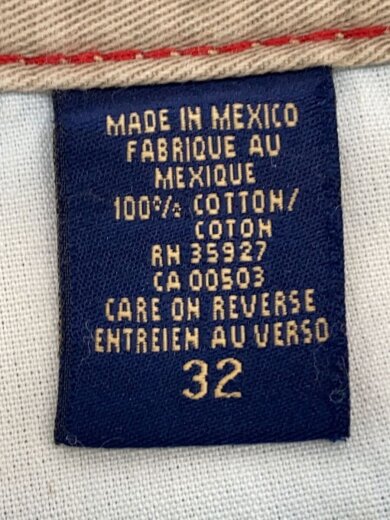 MADE IN MEXICO
FABRIQUE AU
MEXIQUE
100% COTTON/
COTON
RN 35927
CA 00503
CARE ON REVERSE
ENTREIEN AU VERSO
32